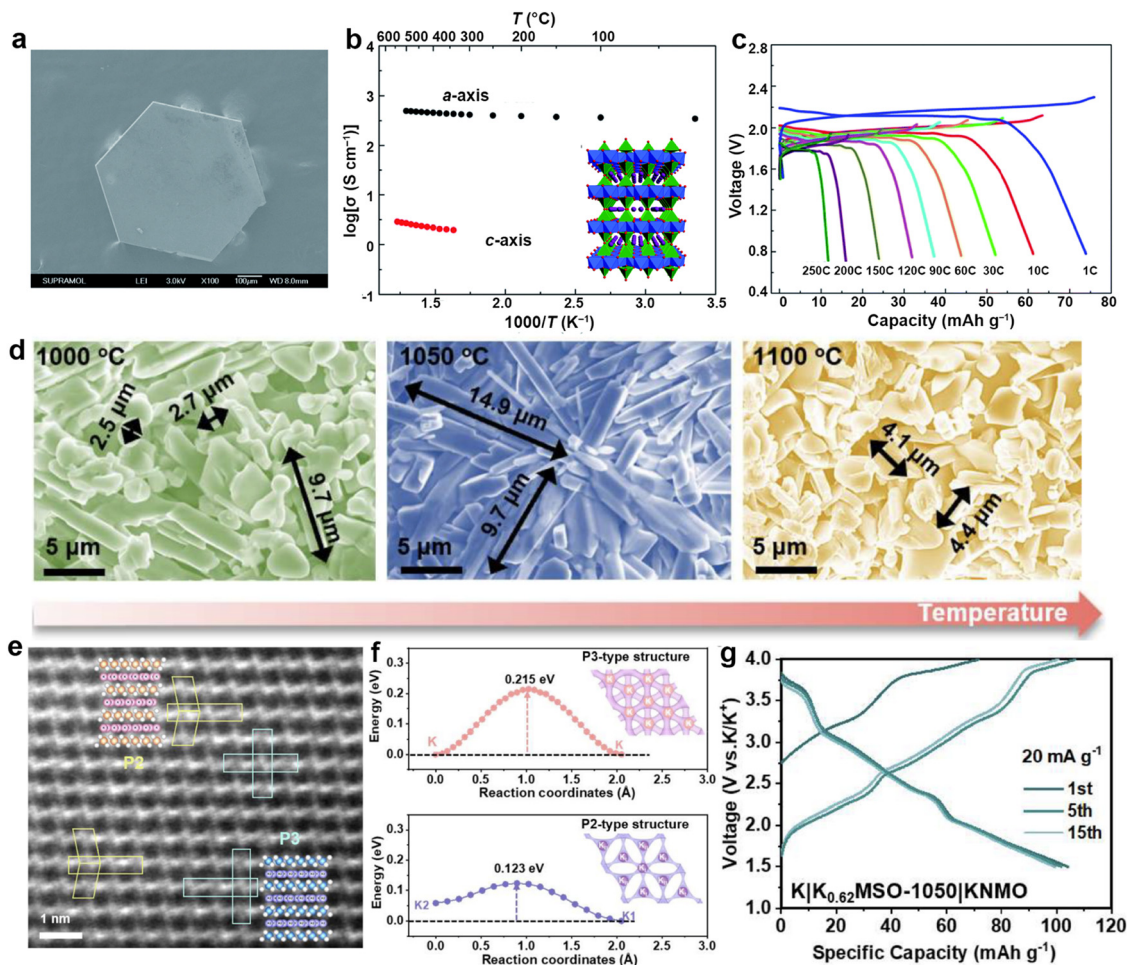 a
SUPRAMOL LEI 3.0kV X100 100µm WD 8.0mm
b
T (°C)
600 500 400 300 200 100
log[σ (S cm⁻¹)]
4
3
2
1
0
-1
a-axis
c-axis
1.5 2.0 2.5 3.0 3.5
1000/T (K⁻¹)
c
Voltage (V)
2.8
2.4
2.0
1.6
1.2
0.8
0.4
250C 200C 150C 120C 90C 60C 30C 10C 1C
0 10 20 30 40 50 60 70 80
Capacity (mAh g⁻¹)
d
1000 °C
2.5 µm
2.7 µm
9.7 µm
5 µm
1050 °C
14.9 µm
9.7 µm
5 µm
1100 °C
4.1 µm
4.4 µm
5 µm
Temperature
e
P2
P3
1 nm
f
Energy (eV)
0.3
0.2
0.1
0.0
P3-type structure
0.215 eV
K
K
0.0 0.5 1.0 1.5 2.0 2.5 3.0
Reaction coordinates (Å)
Energy (eV)
0.3
0.2
0.1
0.0
P2-type structure
0.123 eV
K2
K1
0.0 0.5 1.0 1.5 2.0 2.5 3.0
Reaction coordinates (Å)
g
Voltage (V vs.K/K⁺)
4.0
3.5
3.0
2.5
2.0
1.5
1.0
20 mA g⁻¹
1st
5th
15th
K|K₀.₆₂MSO-1050|KNMO
0 20 40 60 80 100 120
Specific Capacity (mAh g⁻¹)